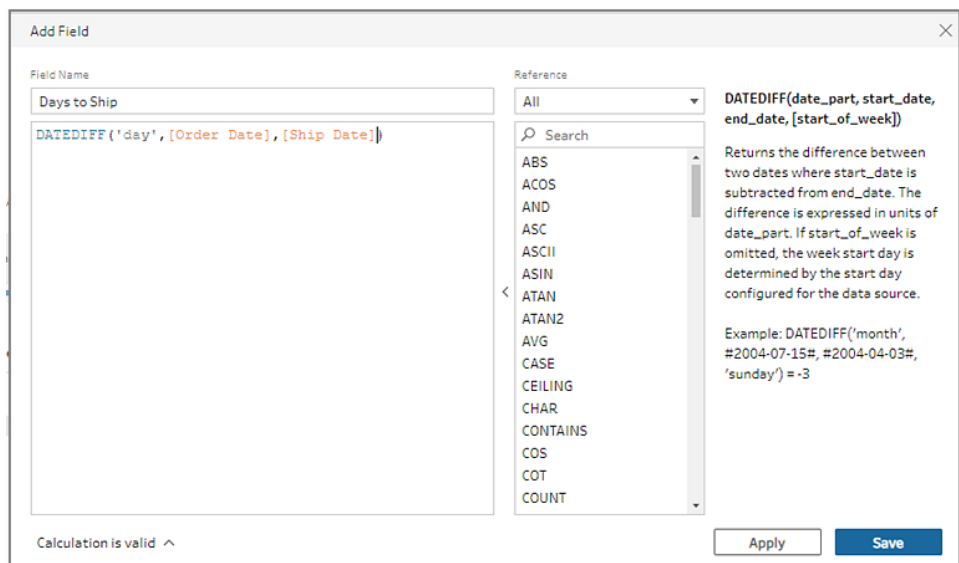 Add Field
Field Name
Days to Ship
DATEDIFF('day',[Order Date],[Ship Date])
Reference
All
Search
ABS
ACOS
AND
ASC
ASCII
ASIN
ATAN
ATAN2
AVG
CASE
CEILING
CHAR
CONTAINS
COS
COT
COUNT
DATEDIFF(date_part, start_date,
end_date, [start_of_week])
Returns the difference between
two dates where start_date is
subtracted from end_date. The
difference is expressed in units of
date_part. If start_of_week is
omitted, the week start day is
determined by the start day
configured for the data source.
Example: DATEDIFF('month',
#2004-07-15#, #2004-04-03#,
'sunday') = -3
Calculation is valid
Apply
Save